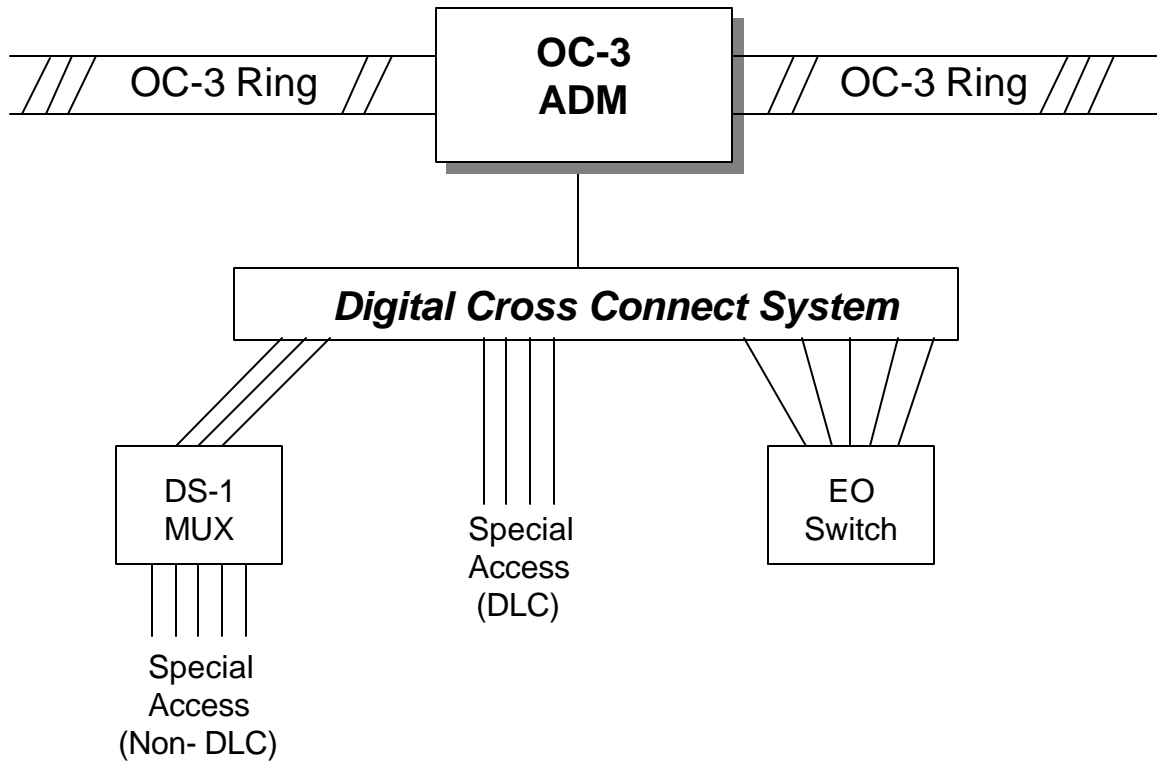 OC-3
ADM
OC-3 Ring
OC-3 Ring
Digital Cross Connect System
DS-1
MUX
Special
Access
(DLC)
EO
Switch
Special
Access
(Non- DLC)